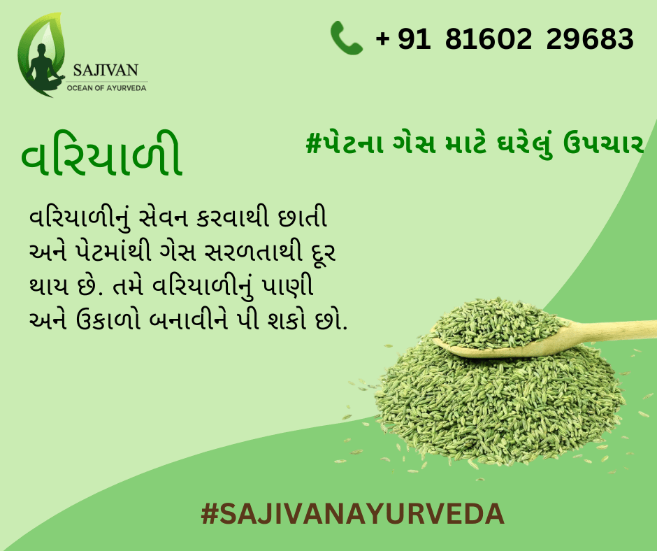 SAJIVAN
OCEAN OF AYURVEDA
+ 91 81602 29683
#પેટના ગેસ માટે ઘરેલું ઉપચાર
વરિયાળી
વરિયાળીનું સેવન કરવાથી છાતી
અને પેટમાંથી ગેસ સરળતાથી દૂર
થાય છે. તમે વરિયાળીનું પાણી
અને ઉકાળો બનાવીને પી શકો છો.
#SAJIVANAYURVEDA